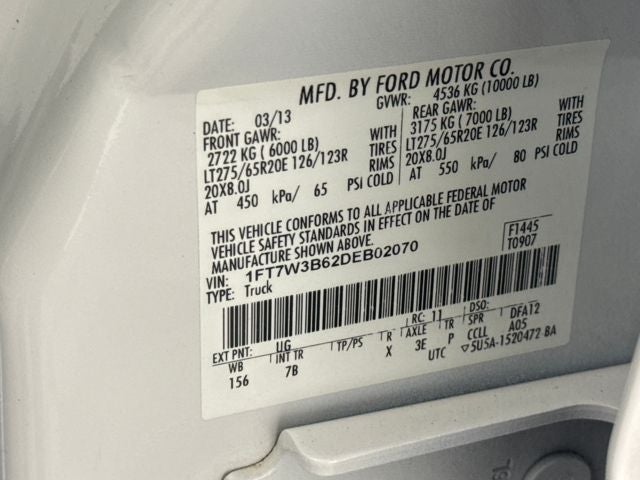 MFD. BY FORD MOTOR CO.
DATE: 03/13 GVWR: 4536 KG (10000 LB)
FRONT GAWR: REAR GAWR:
2722 KG ( 6000 LB) WITH 3175 KG ( 7000 LB) WITH
LT275/65R20E 126/123R TIRES LT275/65R20E 126/123R TIRES
20X8.0J RIMS 20X8.0J RIMS
AT 450 kPa/ 65 PSI COLD AT 550 kPa/ 80 PSI COLD
THIS VEHICLE CONFORMS TO ALL APPLICABLE FEDERAL MOTOR
VEHICLE SAFETY STANDARDS IN EFFECT ON THE DATE OF
MANUFACTURE SHOWN ABOVE.
F1445
T0907
VIN: 1FT7W3B62DEB02070
TYPE: Truck
EXT PNT: UG RC: 11 DSO:
WB INT TR TP/PS R AXLE TR SPR DFA12
156 7B X 3E P CCLL A05
UTC ▽5U5A-1520472-BA